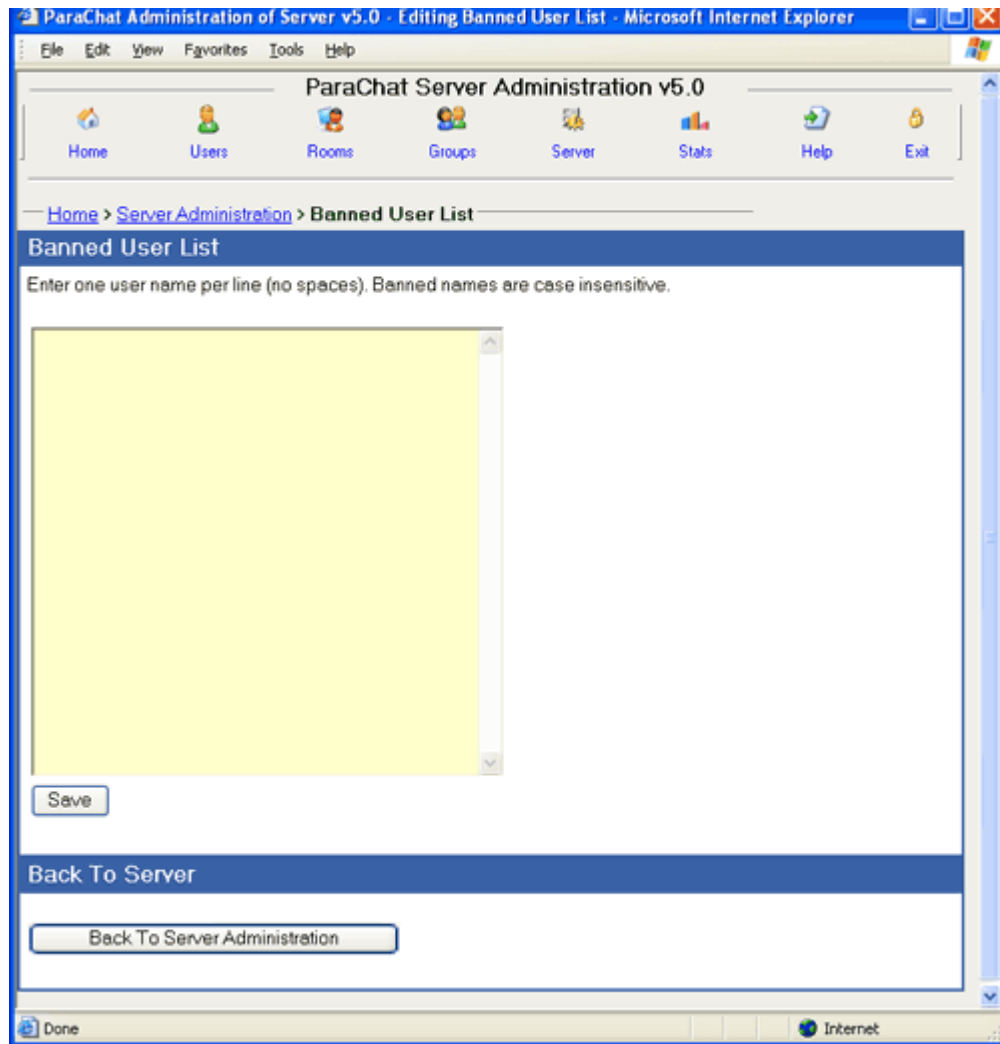 ParaChat Administration of Server v5.0 - Editing Banned User List - Microsoft Internet Explorer
File Edit View Favorites Tools Help
ParaChat Server Administration v5.0
Home Users Rooms Groups Server Stats Help Exit
Home > Server Administration > Banned User List
Banned User List
Enter one user name per line (no spaces). Banned names are case insensitive.
Save
Back To Server
Back To Server Administration
Done Internet